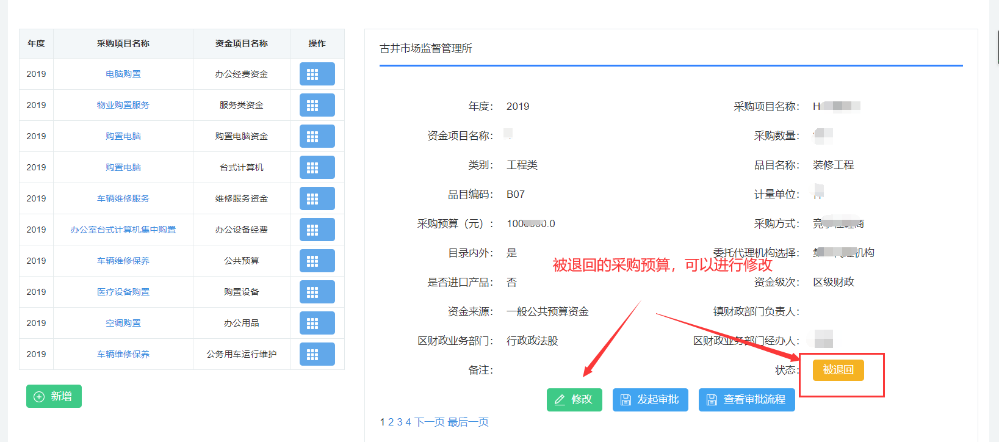 年度 采购项目名称 资金项目名称 操作
2019 电脑购置 办公经费资金
2019 物业购置服务 服务类资金
2019 购置电脑 购置电脑资金
2019 购置电脑 台式计算机
2019 车辆维修服务 维修服务资金
2019 办公室台式计算机集中购置 办公设备经费
2019 车辆维修保养 公共预算
2019 医疗设备购置 购置设备
2019 空调购置 办公用品
2019 车辆维修保养 公务用车运行维护
新增
古井市场监督管理所
年度： 2019 采购项目名称： H
资金项目名称： 采购数量：
类别： 工程类 品目名称： 装修工程
品目编码： B07 计量单位：
采购预算（元）： 100 0.0 采购方式： 商
目录内外： 是 委托代理机构选择： 机构
被退回的采购预算，可以进行修改
是否进口产品： 否 资金级次： 区级财政
资金来源： 一般公共预算资金 镇财政部门负责人：
区财政业务部门： 行政政法股 区财政业务部门经办人：
备注： 状态： 被退回
修改 发起审批 查看审批流程
1 2 3 4 下一页 最后一页